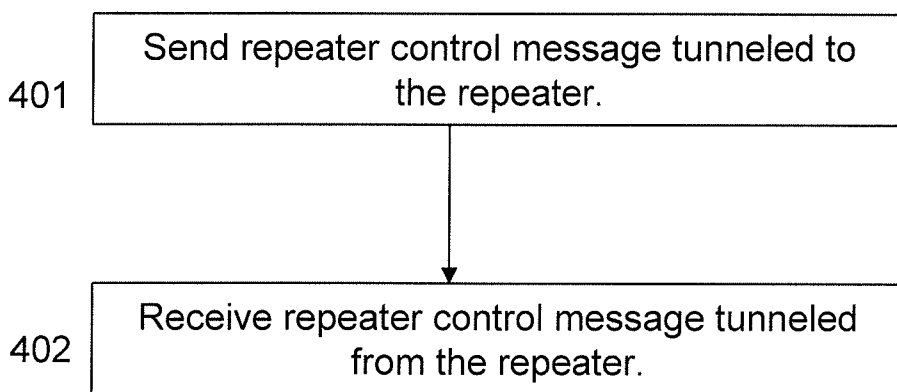 Send repeater control message tunneled to
the repeater.
401
Receive repeater control message tunneled
from the repeater.
402